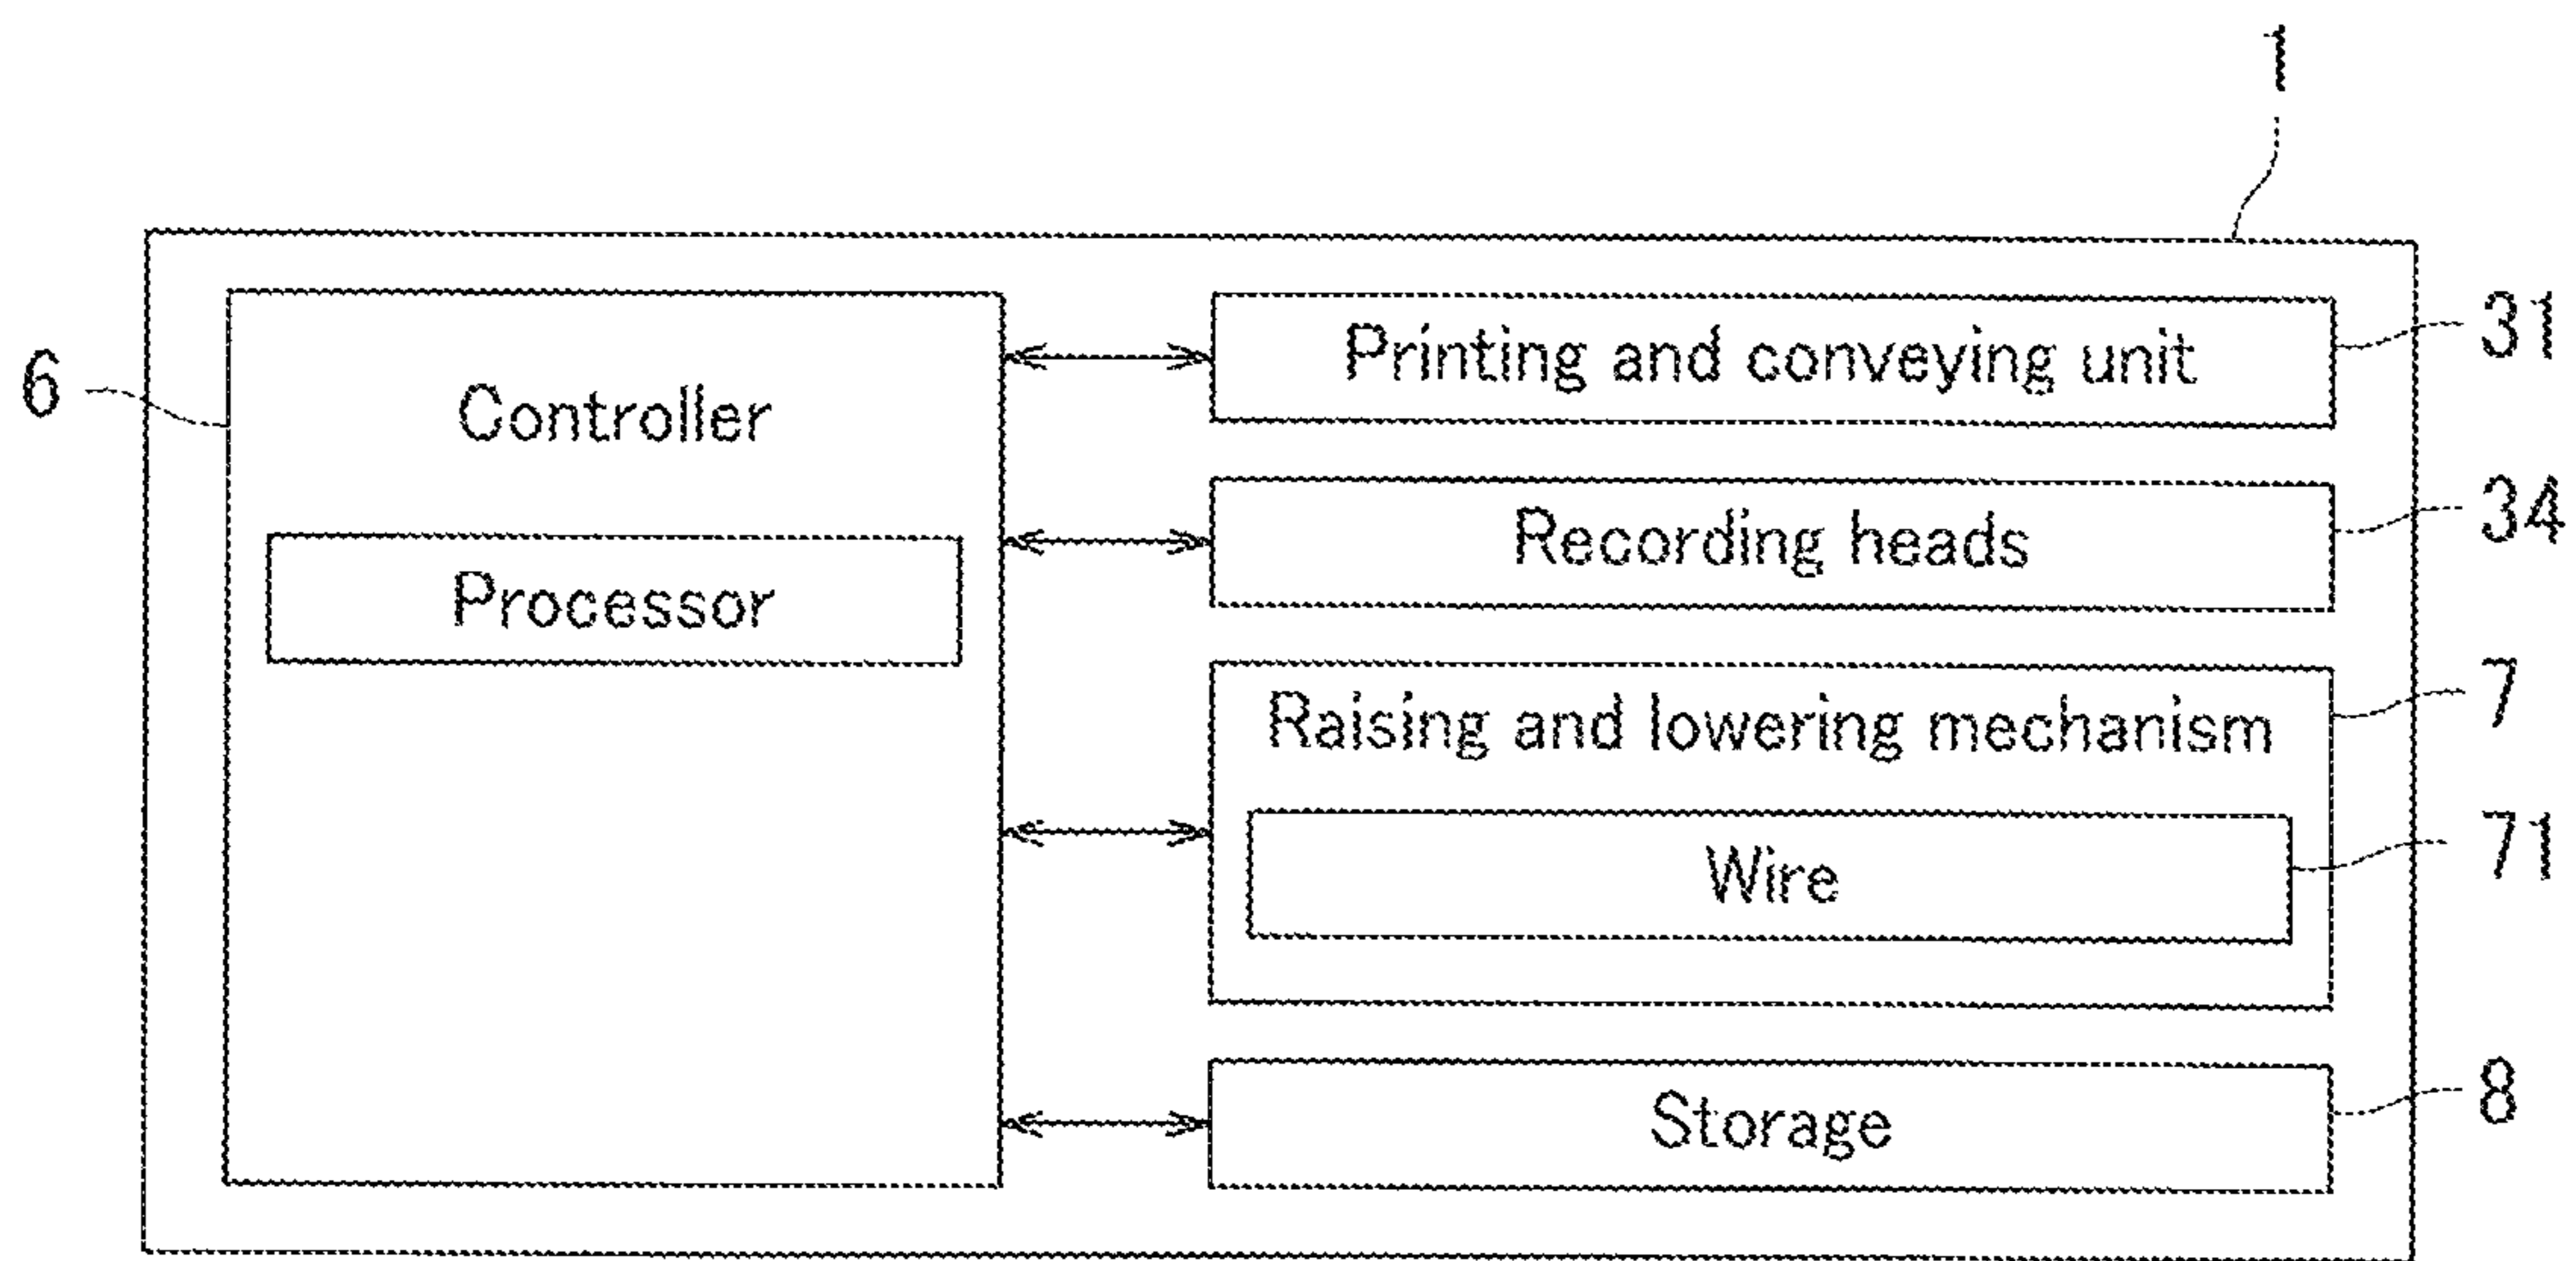 1
6
Controller
Processor
Printing and conveying unit
31
Recording heads
34
Raising and lowering mechanism
7
Wire
71
Storage
8